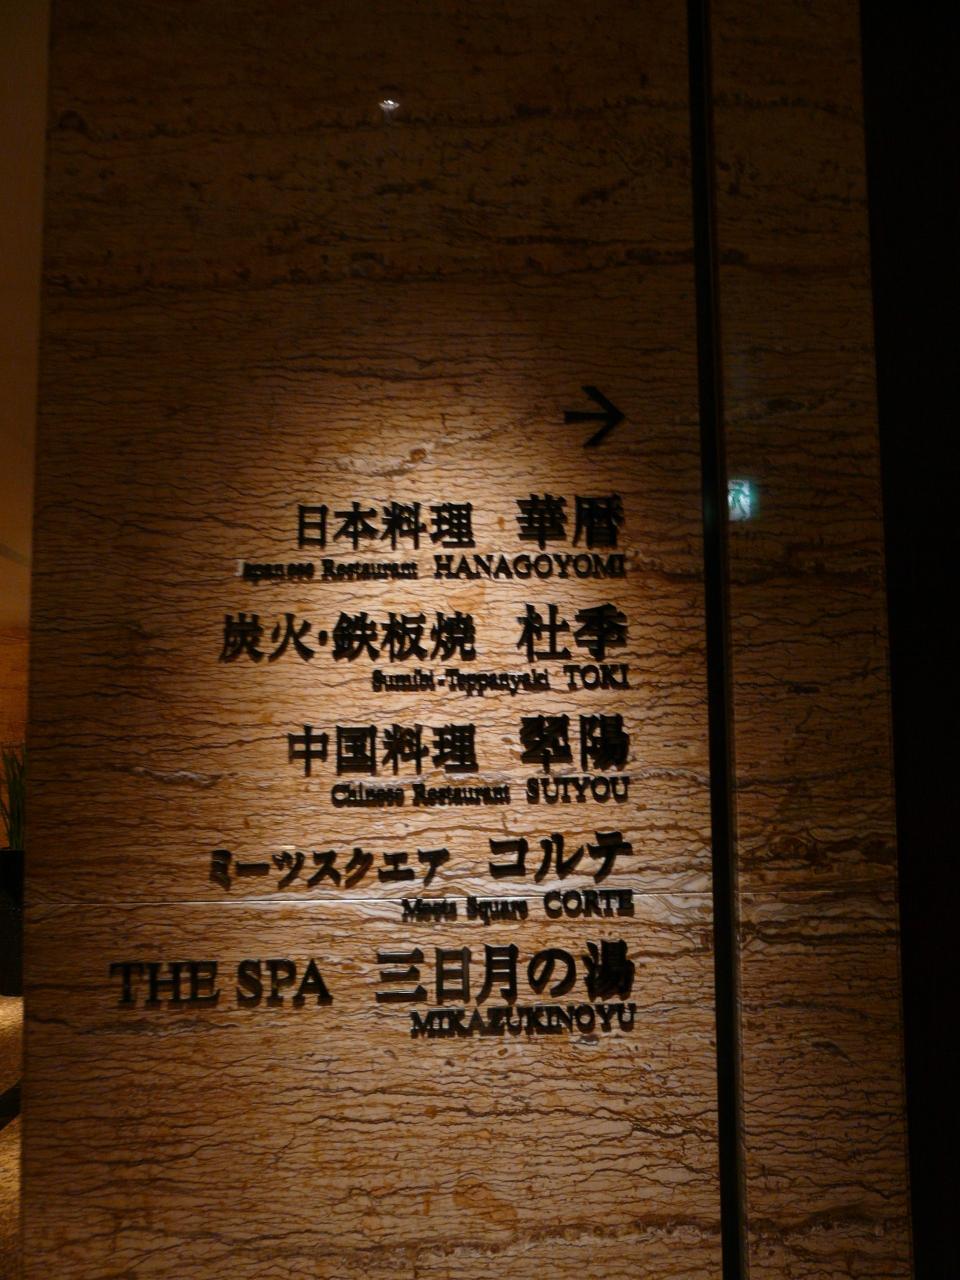 →
日本料理 華暦
Japanese Restaurant HANAGOYOMI
炭火・鉄板焼 杜季
Sumibi-Teppanyaki TOKI
中国料理 翠陽
Chinese Restaurant SUIYOU
ミーツスクエア コルテ
Meets Square CORTE
THE SPA 三日月の湯
MIKAZUKINOYU